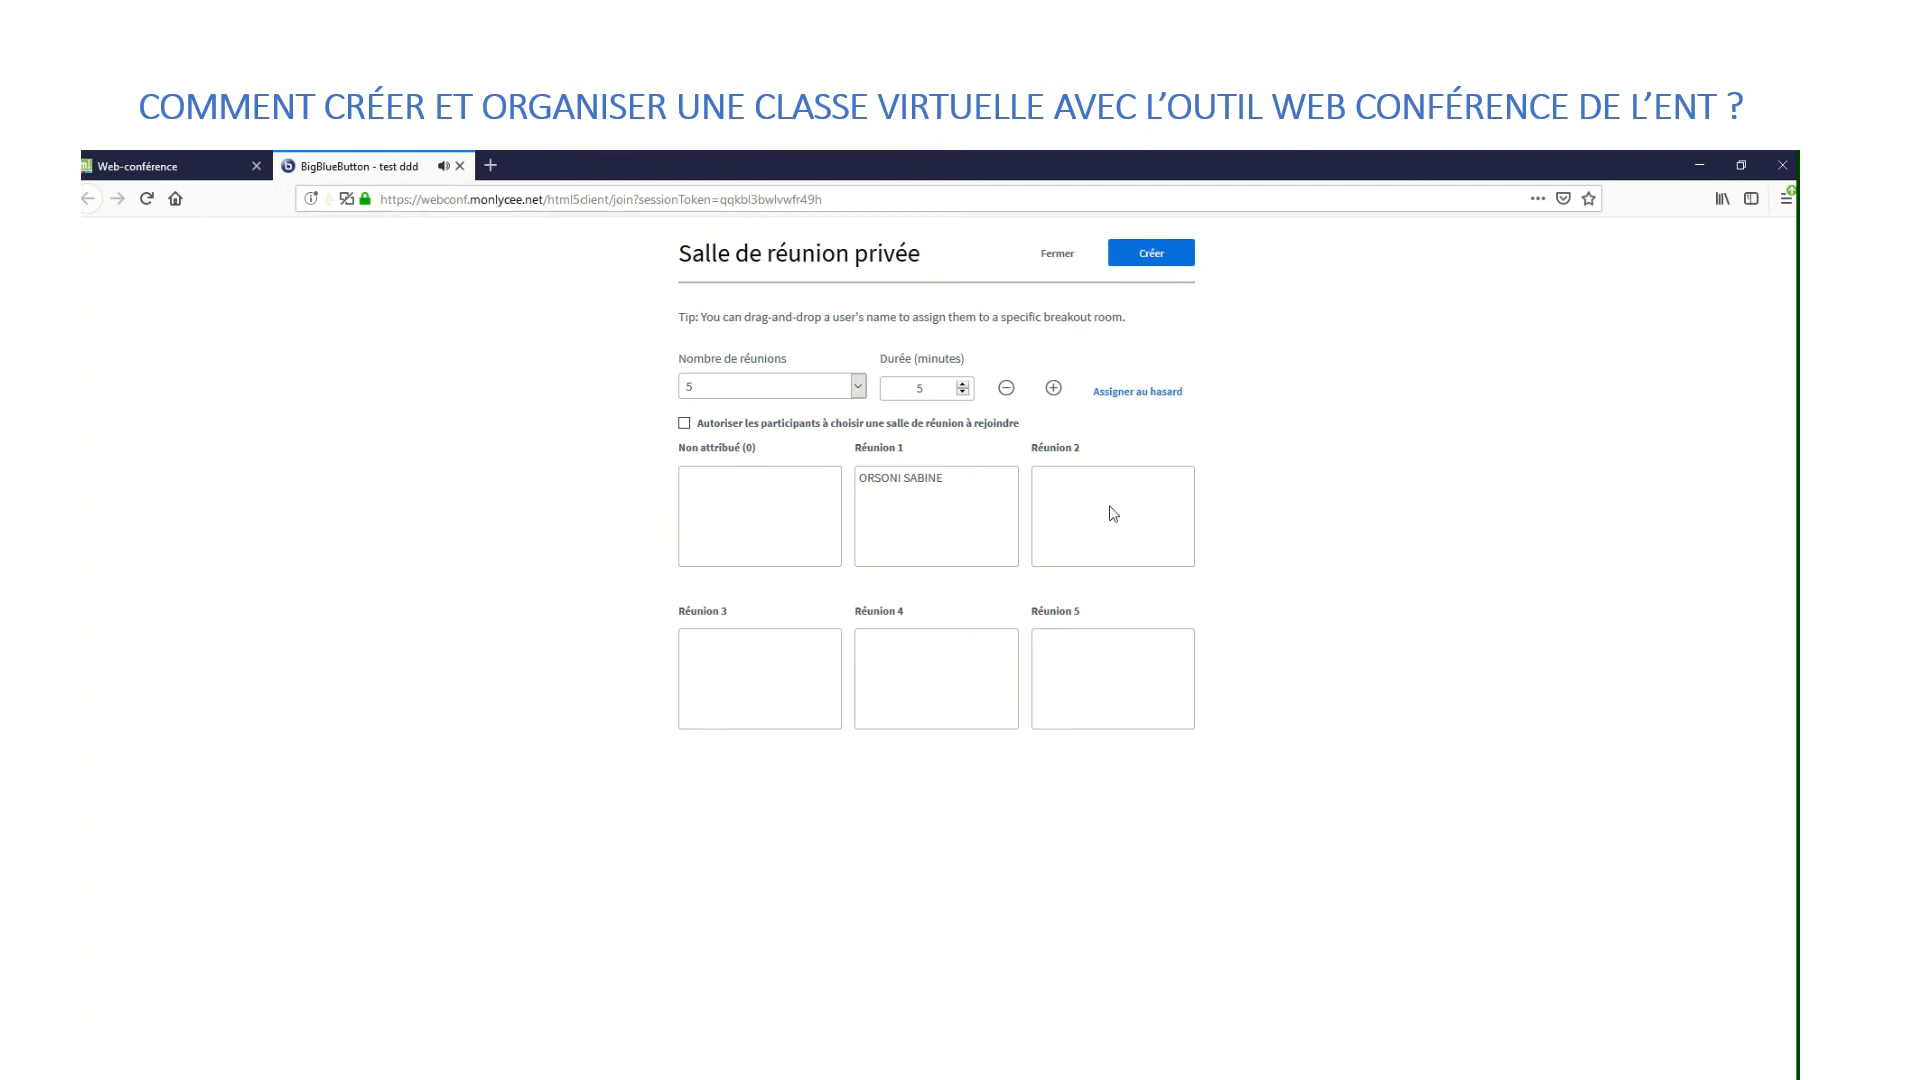 COMMENT CRÉER ET ORGANISER UNE CLASSE VIRTUELLE AVEC L’OUTIL WEB CONFÉRENCE DE L’ENT ?
Web-conférence
BigBlueButton - test ddd
https://webconf.monlycee.net/html5client/join?sessionToken=qqkbl3bwlvwfr49h
Salle de réunion privée
Fermer
Créer
Tip: You can drag-and-drop a user's name to assign them to a specific breakout room.
Nombre de réunions
Durée (minutes)
5
5
Assigner au hasard
Autoriser les participants à choisir une salle de réunion à rejoindre
Non attribué (0)
Réunion 1
Réunion 2
ORSONI SABINE
Réunion 3
Réunion 4
Réunion 5